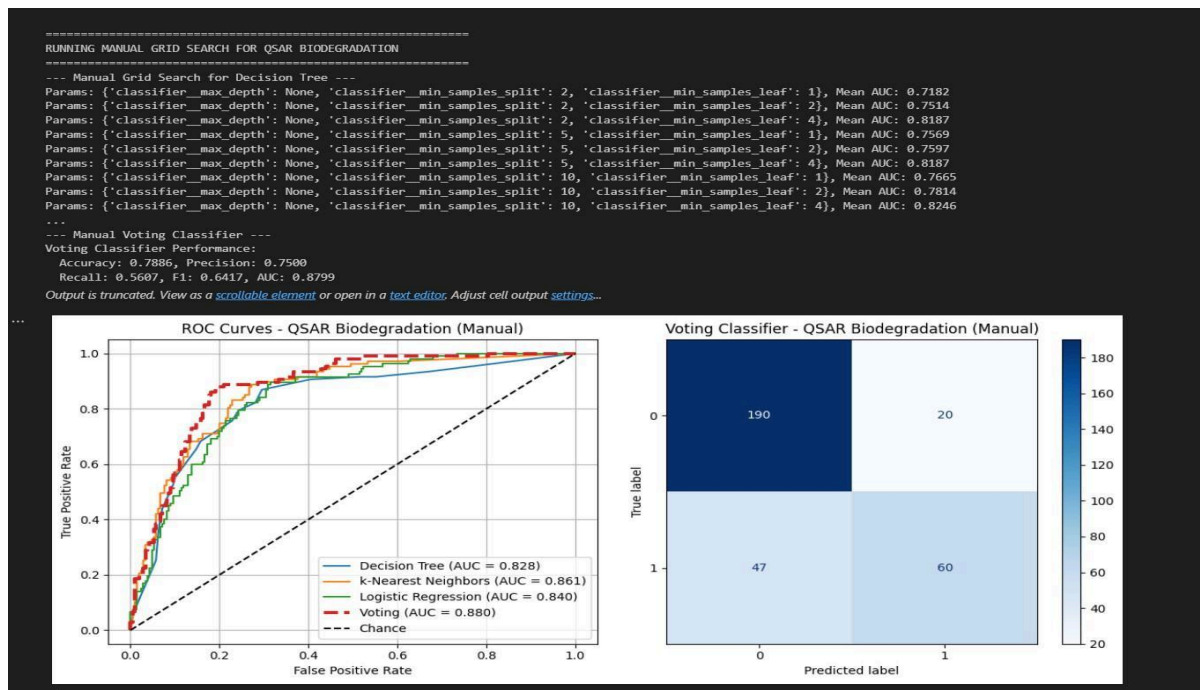 ============================================================
RUNNING MANUAL GRID SEARCH FOR QSAR BIODEGRADATION
============================================================
--- Manual Grid Search for Decision Tree ---
Params: {'classifier__max_depth': None, 'classifier__min_samples_split': 2, 'classifier__min_samples_leaf': 1}, Mean AUC: 0.7182
Params: {'classifier__max_depth': None, 'classifier__min_samples_split': 2, 'classifier__min_samples_leaf': 2}, Mean AUC: 0.7514
Params: {'classifier__max_depth': None, 'classifier__min_samples_split': 2, 'classifier__min_samples_leaf': 4}, Mean AUC: 0.8187
Params: {'classifier__max_depth': None, 'classifier__min_samples_split': 5, 'classifier__min_samples_leaf': 1}, Mean AUC: 0.7569
Params: {'classifier__max_depth': None, 'classifier__min_samples_split': 5, 'classifier__min_samples_leaf': 2}, Mean AUC: 0.7597
Params: {'classifier__max_depth': None, 'classifier__min_samples_split': 5, 'classifier__min_samples_leaf': 4}, Mean AUC: 0.8187
Params: {'classifier__max_depth': None, 'classifier__min_samples_split': 10, 'classifier__min_samples_leaf': 1}, Mean AUC: 0.7665
Params: {'classifier__max_depth': None, 'classifier__min_samples_split': 10, 'classifier__min_samples_leaf': 2}, Mean AUC: 0.7814
Params: {'classifier__max_depth': None, 'classifier__min_samples_split': 10, 'classifier__min_samples_leaf': 4}, Mean AUC: 0.8246
...
--- Manual Voting Classifier ---
Voting Classifier Performance:
Accuracy: 0.7886, Precision: 0.7500
Recall: 0.5607, F1: 0.6417, AUC: 0.8799
Output is truncated. View as a scrollable element or open in a text editor. Adjust cell output settings...
...
ROC Curves - QSAR Biodegradation (Manual)
1.0
0.8
0.6
0.4
0.2
0.0
True Positive Rate
Decision Tree (AUC = 0.828)
k-Nearest Neighbors (AUC = 0.861)
Logistic Regression (AUC = 0.840)
Voting (AUC = 0.880)
Chance
0.0 0.2 0.4 0.6 0.8 1.0
False Positive Rate
Voting Classifier - QSAR Biodegradation (Manual)
True label
0 190 20
1 47 60
0 1
Predicted label
180
160
140
120
100
80
60
40
20